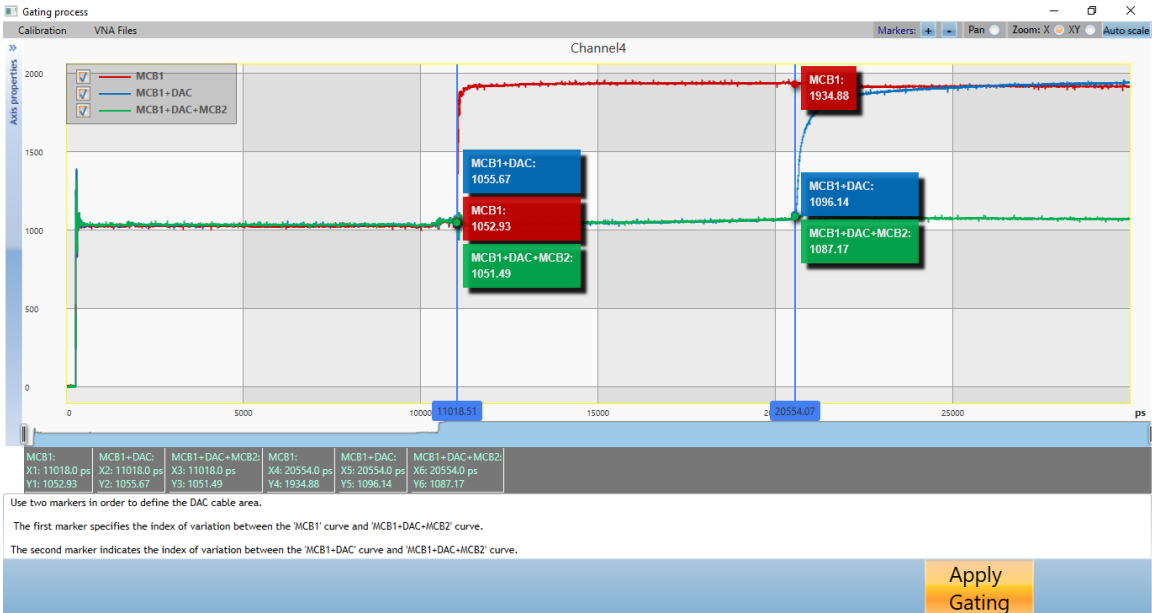 Gating process
Calibration VNA Files Markers: + - Pan Zoom: X XY Auto scale
» Channel4
Axis properties
MCB1
MCB1+DAC
MCB1+DAC+MCB2
2000
1500
1000
500
0
MCB1+DAC:
1055.67
MCB1:
1052.93
MCB1+DAC+MCB2:
1051.49
MCB1:
1934.88
MCB1+DAC:
1096.14
MCB1+DAC+MCB2:
1087.17
0 5000 10000 11018.51 15000 20554.07 25000 ps
MCB1: MCB1+DAC: MCB1+DAC+MCB2: MCB1: MCB1+DAC: MCB1+DAC+MCB2:
X1: 11018.0 ps X2: 11018.0 ps X3: 11018.0 ps X4: 20554.0 ps X5: 20554.0 ps X6: 20554.0 ps
Y1: 1052.93 Y2: 1055.67 Y3: 1051.49 Y4: 1934.88 Y5: 1096.14 Y6: 1087.17
Use two markers in order to define the DAC cable area.
The first marker specifies the index of variation between the 'MCB1' curve and 'MCB1+DAC+MCB2' curve.
The second marker indicates the index of variation between the 'MCB1+DAC' curve and 'MCB1+DAC+MCB2' curve.
Apply
Gating